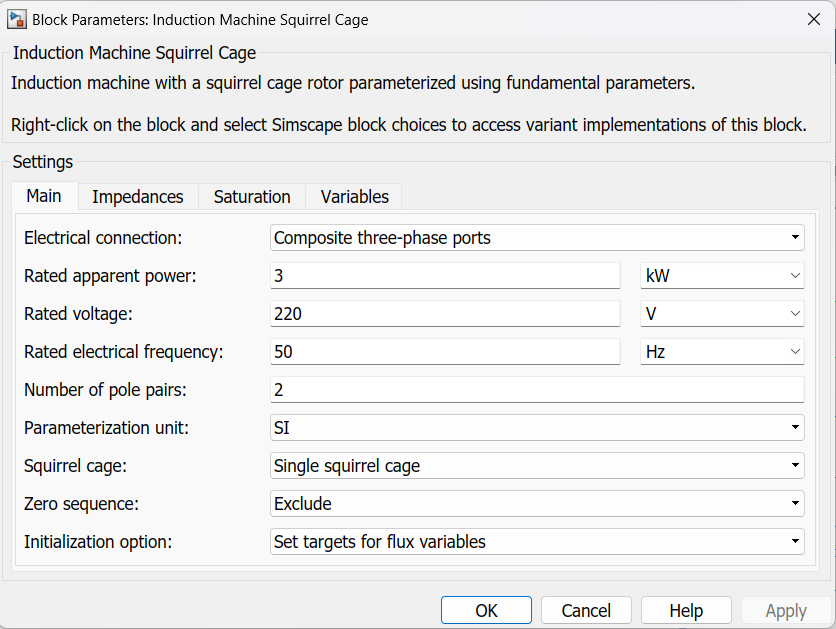 Block Parameters: Induction Machine Squirrel Cage
Induction Machine Squirrel Cage
Induction machine with a squirrel cage rotor parameterized using fundamental parameters.
Right-click on the block and select Simscape block choices to access variant implementations of this block.
Settings
Main Impedances Saturation Variables
Electrical connection: Composite three-phase ports
Rated apparent power: 3 kW
Rated voltage: 220 V
Rated electrical frequency: 50 Hz
Number of pole pairs: 2
Parameterization unit: SI
Squirrel cage: Single squirrel cage
Zero sequence: Exclude
Initialization option: Set targets for flux variables
OK Cancel Help Apply